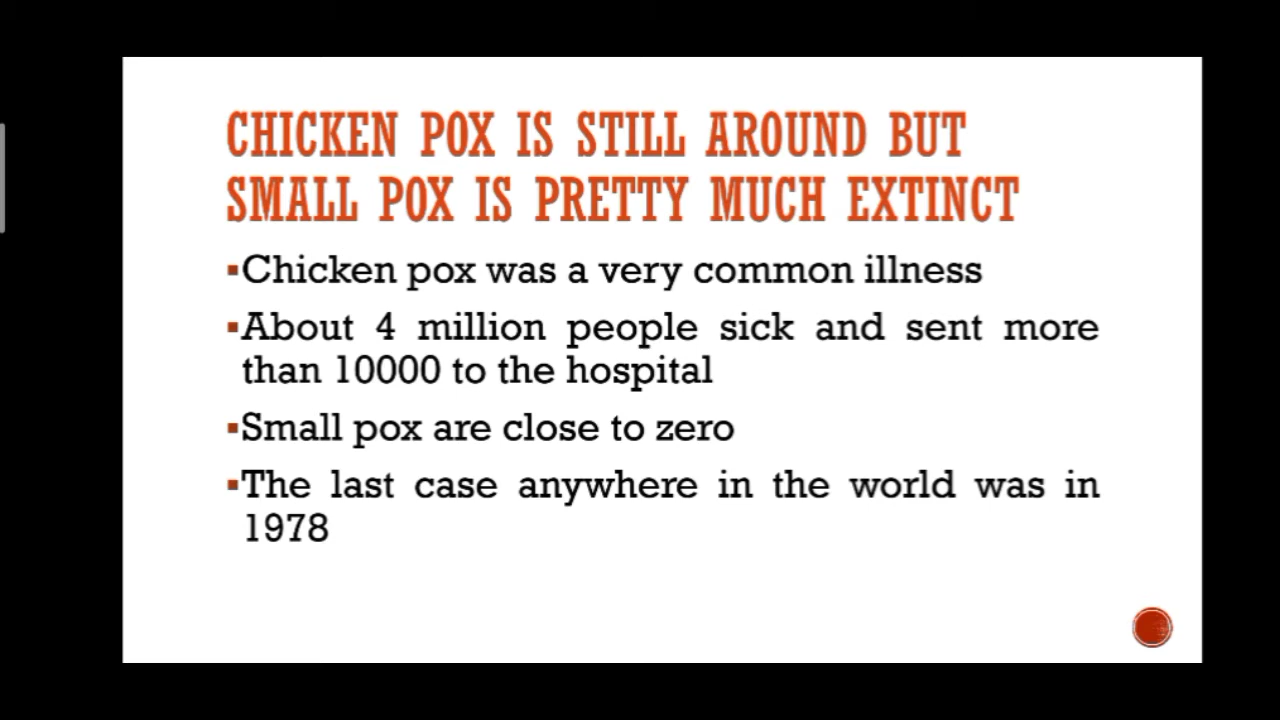 CHICKEN POX IS STILL AROUND BUT
SMALL POX IS PRETTY MUCH EXTINCT
▪Chicken pox was a very common illness
▪About 4 million people sick and sent more
than 10000 to the hospital
▪Small pox are close to zero
▪The last case anywhere in the world was in
1978